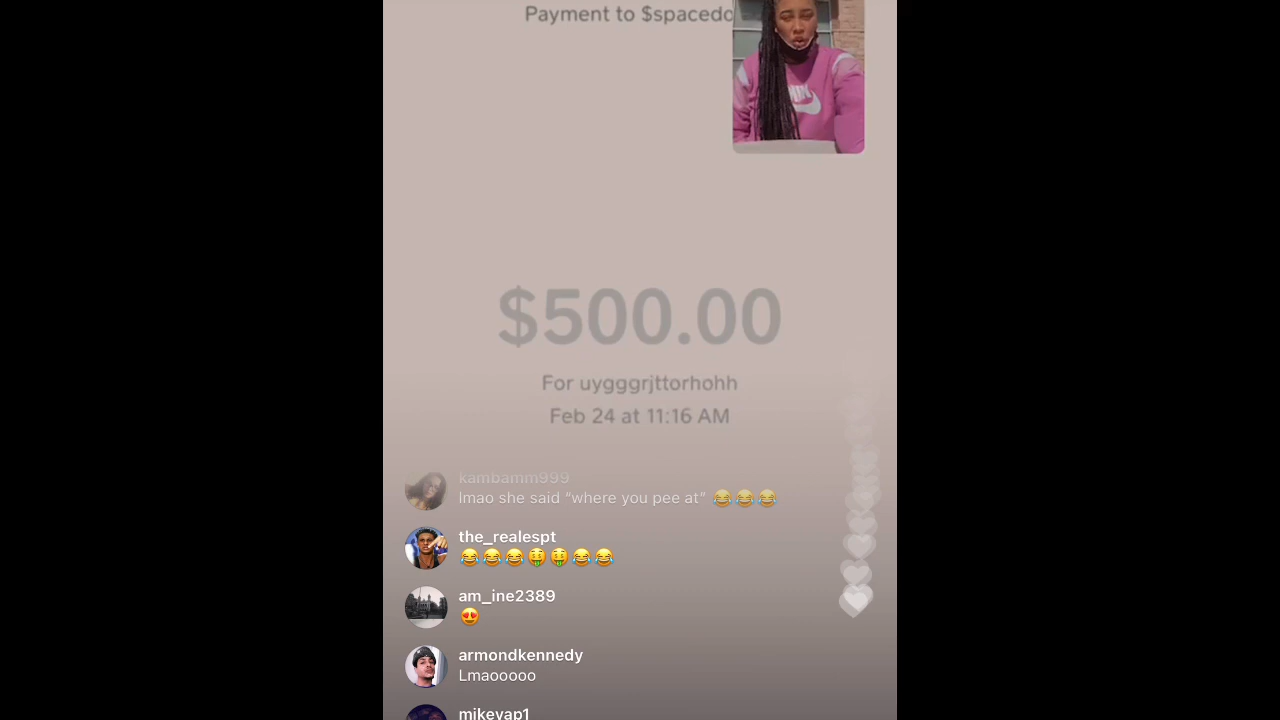 Payment to $spacedo
$500.00
For uygggrjttorhohh
Feb 24 at 11:16 AM
kambamm999
lmao she said “where you pee at” 😂😂😂
the_realespt
😂😂😂🤑🤑😂😂
am_ine2389
😍
armondkennedy
Lmaooooo
mikeyap1